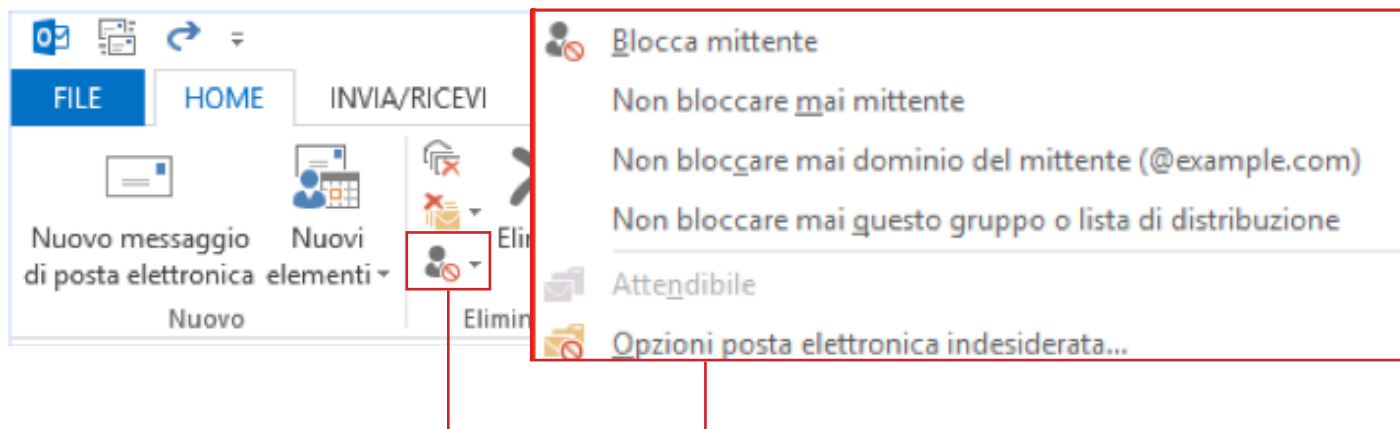 FILE HOME INVIA/RICEVI
Nuovo messaggio
di posta elettronica
Nuovi
elementi
Nuovo
Blocca mittente
Non bloccare mai mittente
Non bloccare mai dominio del mittente (@example.com)
Non bloccare mai questo gruppo o lista di distribuzione
Attendibile
Opzioni posta elettronica indesiderata...